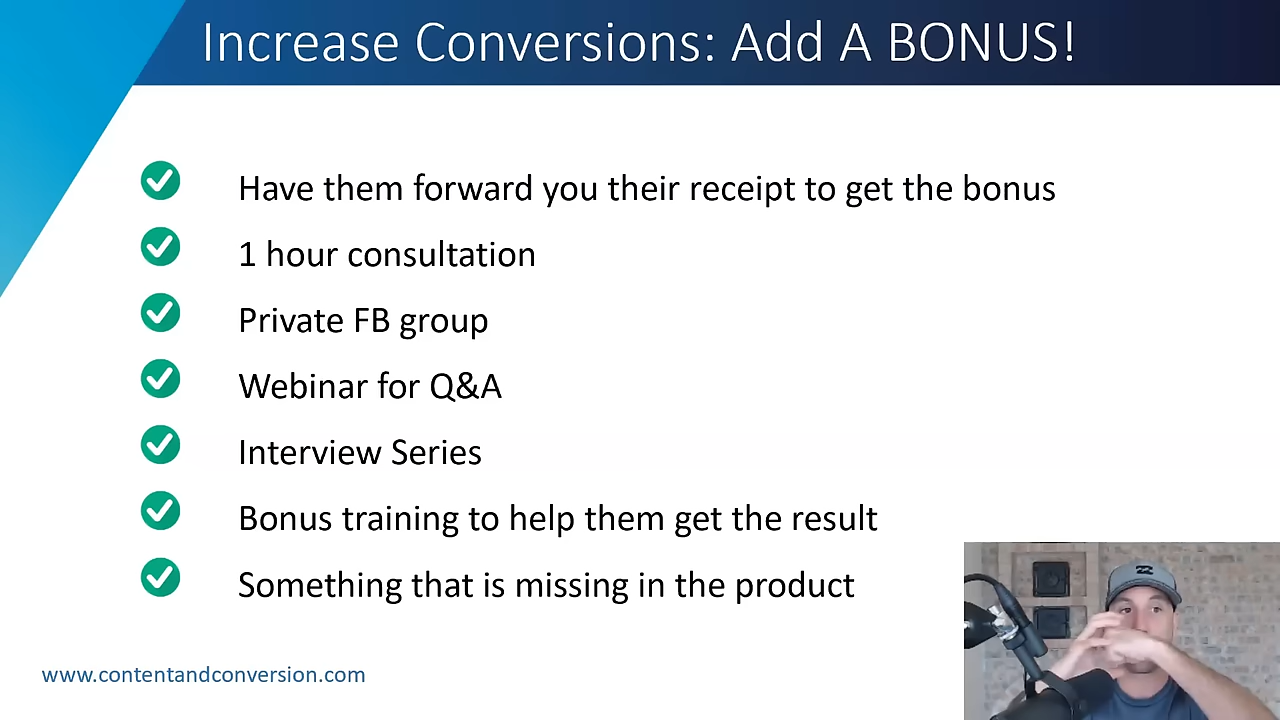 Increase Conversions: Add A BONUS!
Have them forward you their receipt to get the bonus
1 hour consultation
Private FB group
Webinar for Q&A
Interview Series
Bonus training to help them get the result
Something that is missing in the product
www.contentandconversion.com